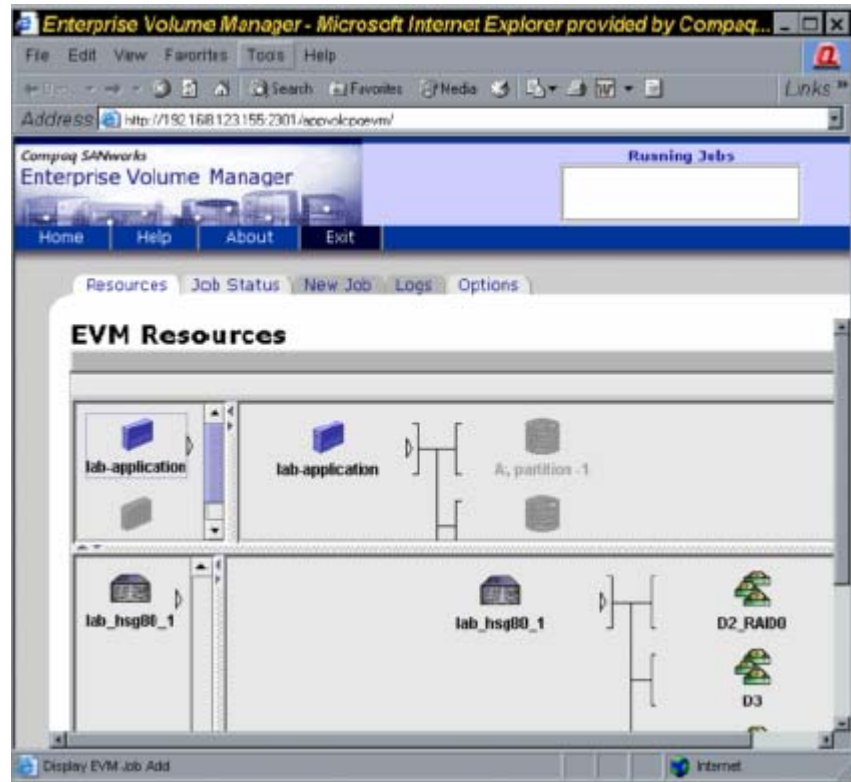 Enterprise Volume Manager - Microsoft Internet Explorer provided by Compaq...
File Edit View Favorites Tools Help
Search Favorites Media Links »
Address http://192.168.123.155:2301/
Compaq SANworks
Enterprise Volume Manager
Running Jobs
Home Help About Exit
Resources Job Status New Job Logs Options
EVM Resources
lab-application lab-application A, partition -1
lab_hsg80_1 lab_hsg80_1 D2_RAID0
D3
Display EVM Job Add Internet